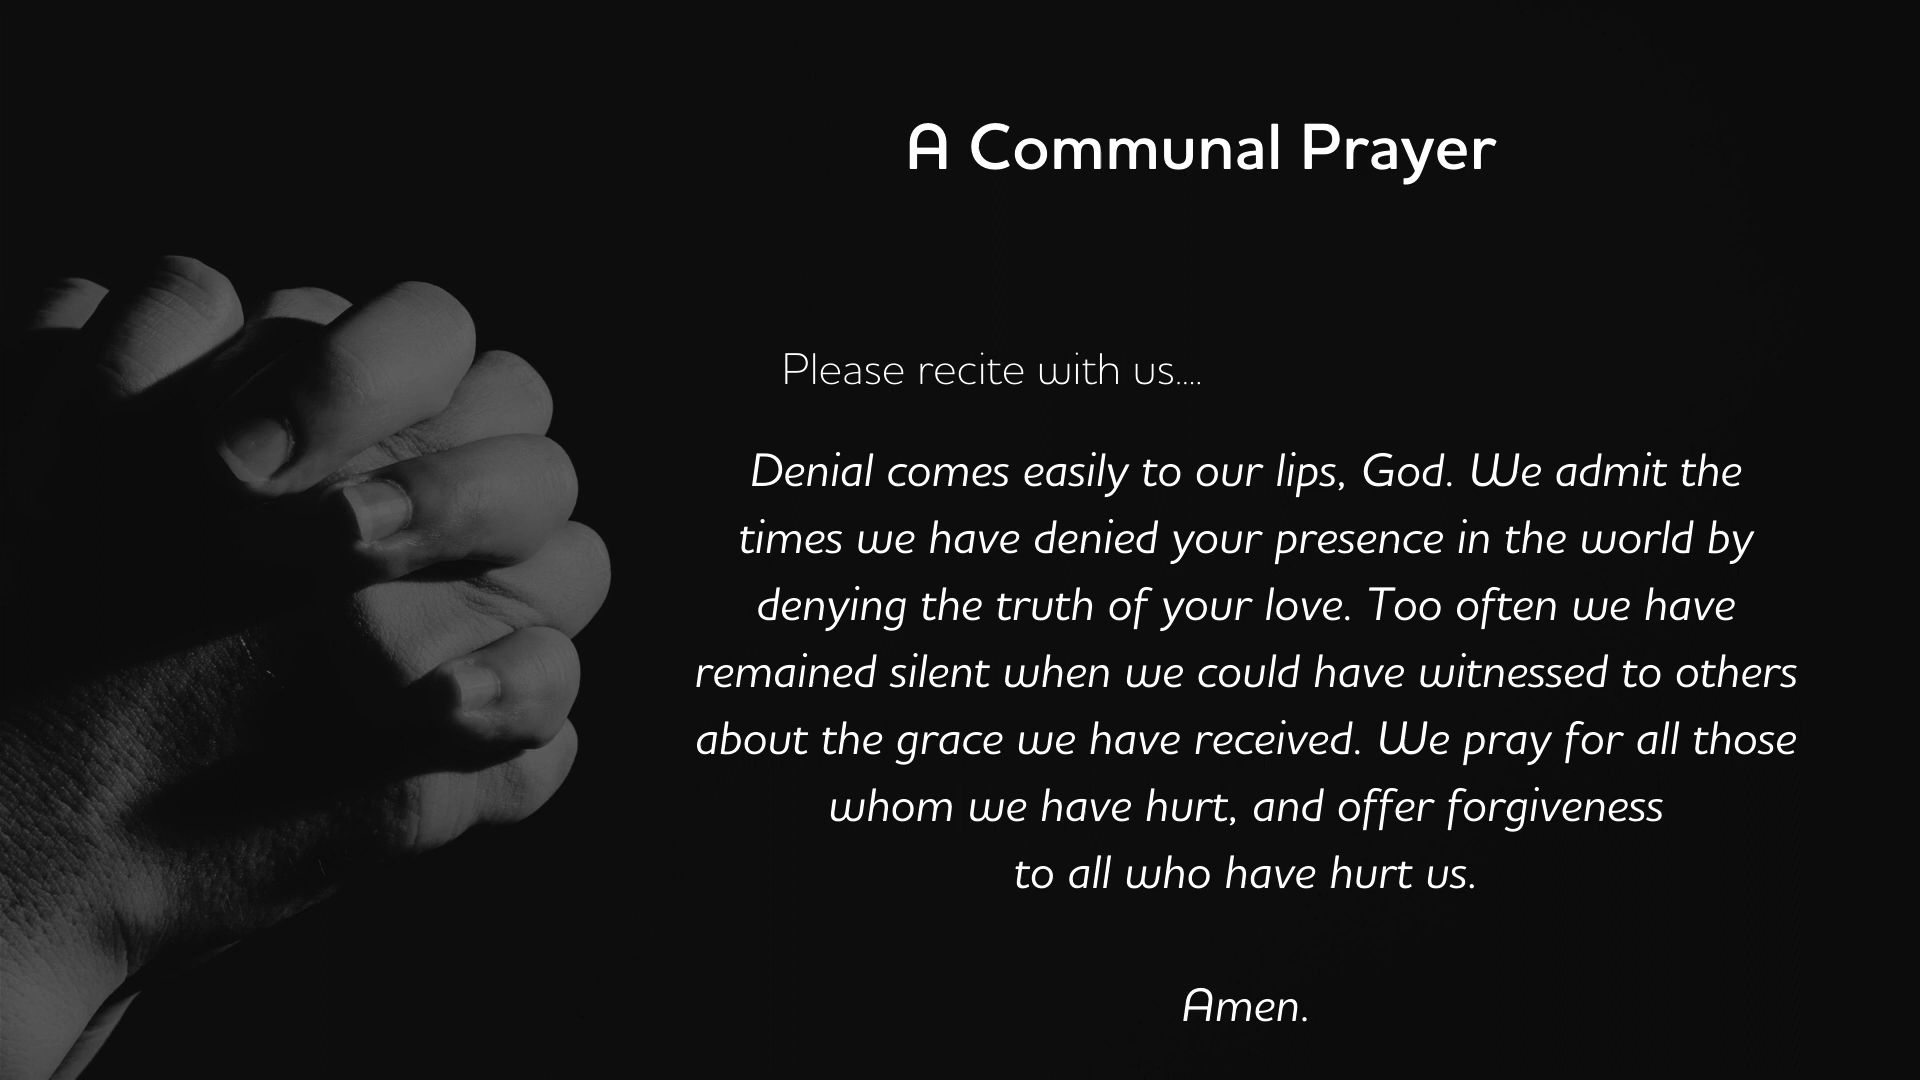 A Communal Prayer
Please recite with us....
Denial comes easily to our lips, God. We admit the
times we have denied your presence in the world by
denying the truth of your love. Too often we have
remained silent when we could have witnessed to others
about the grace we have received. We pray for all those
whom we have hurt, and offer forgiveness
to all who have hurt us.
Amen.